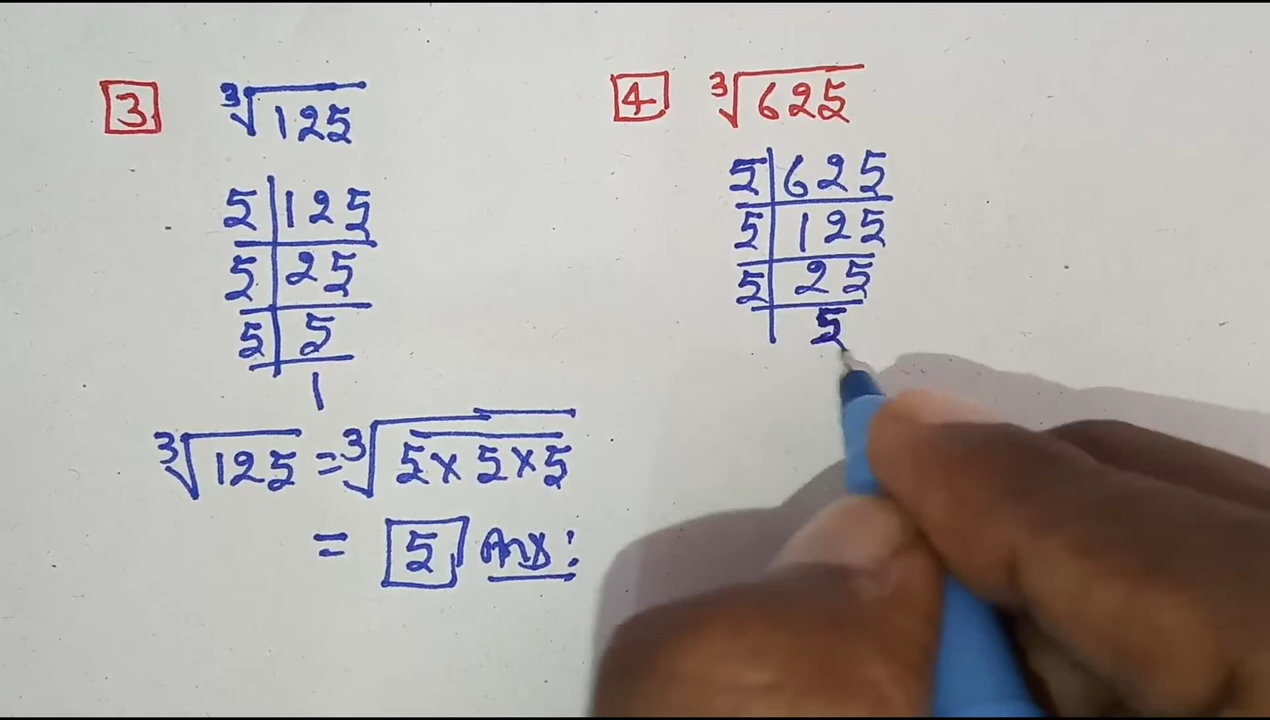 3 ∛125
5 | 125
5 | 25
5 | 5
1
∛125 = ∛5×5×5
= 5 Ans:
4 ∛625
5 | 625
5 | 125
5 | 25
5